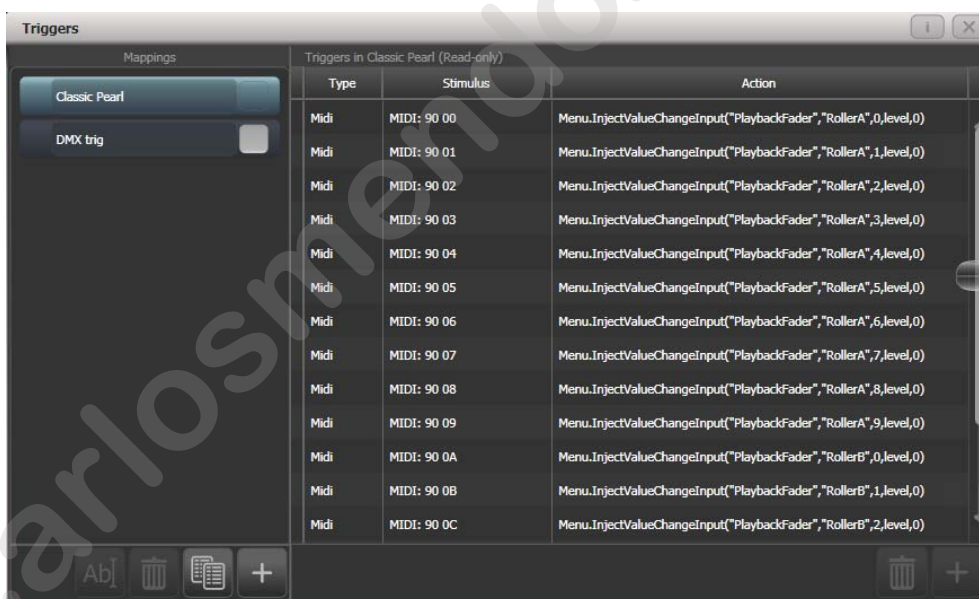 Triggers
i
Mappings
Triggers in Classic Pearl (Read-only)
Classic Pearl
DMX trig
Type Stimulus Action
Midi MIDI: 90 00 Menu.InjectValueChangeInput("PlaybackFader","RollerA",0,level,0)
Midi MIDI: 90 01 Menu.InjectValueChangeInput("PlaybackFader","RollerA",1,level,0)
Midi MIDI: 90 02 Menu.InjectValueChangeInput("PlaybackFader","RollerA",2,level,0)
Midi MIDI: 90 03 Menu.InjectValueChangeInput("PlaybackFader","RollerA",3,level,0)
Midi MIDI: 90 04 Menu.InjectValueChangeInput("PlaybackFader","RollerA",4,level,0)
Midi MIDI: 90 05 Menu.InjectValueChangeInput("PlaybackFader","RollerA",5,level,0)
Midi MIDI: 90 06 Menu.InjectValueChangeInput("PlaybackFader","RollerA",6,level,0)
Midi MIDI: 90 07 Menu.InjectValueChangeInput("PlaybackFader","RollerA",7,level,0)
Midi MIDI: 90 08 Menu.InjectValueChangeInput("PlaybackFader","RollerA",8,level,0)
Midi MIDI: 90 09 Menu.InjectValueChangeInput("PlaybackFader","RollerA",9,level,0)
Midi MIDI: 90 0A Menu.InjectValueChangeInput("PlaybackFader","RollerB",0,level,0)
Midi MIDI: 90 0B Menu.InjectValueChangeInput("PlaybackFader","RollerB",1,level,0)
Midi MIDI: 90 0C Menu.InjectValueChangeInput("PlaybackFader","RollerB",2,level,0)
Ab
arlosmendo